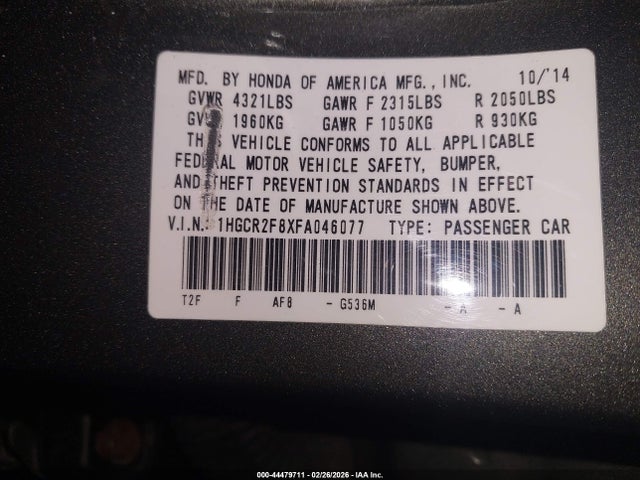 MFD. BY HONDA OF AMERICA MFG., INC. 10/'14
GVWR 4321LBS GAWR F 2315LBS R 2050LBS
1960KG GAWR F 1050KG R 930KG
THIS VEHICLE CONFORMS TO ALL APPLICABLE
FEDERAL MOTOR VEHICLE SAFETY, BUMPER,
AND THEFT PREVENTION STANDARDS IN EFFECT
ON THE DATE OF MANUFACTURE SHOWN ABOVE.
V.I.N.: 1HGCR2F8XFA046077 TYPE: PASSENGER CAR
T2F F AF8 - G536M - A - A
000-44479711 - 02/26/2026 - IAA Inc.